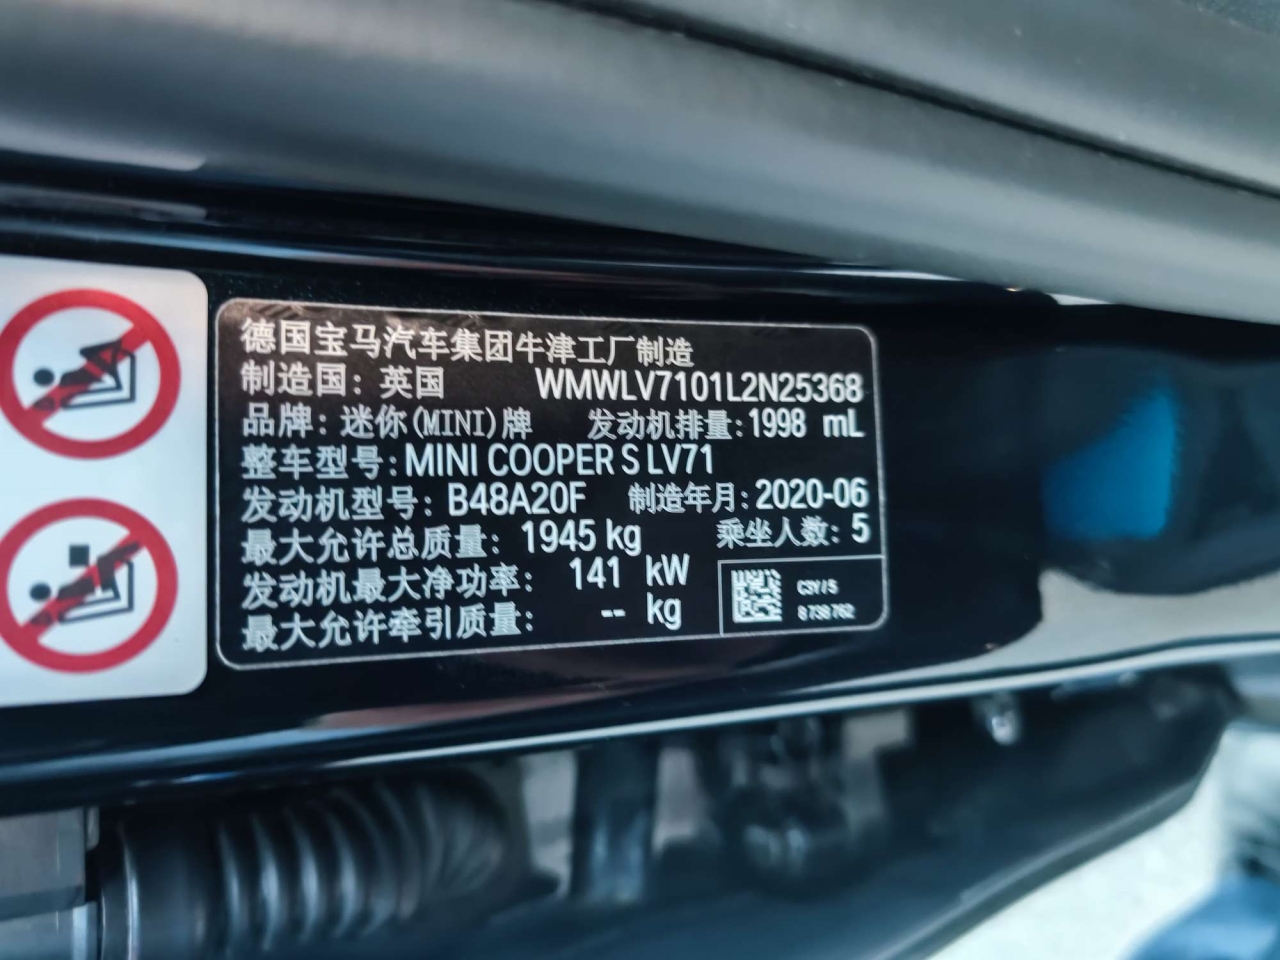 德国宝马汽车集团牛津工厂制造
制造国: 英国 WMWLV7101L2N25368
品牌: 迷你(MINI)牌 发动机排量: 1998 mL
整车型号: MINI COOPER S LV71
发动机型号: B48A20F 制造年月: 2020-06
最大允许总质量: 1945 kg 乘坐人数: 5
发动机最大净功率: 141 kW
最大允许牵引质量: -- kg
C3Y/5
8738762